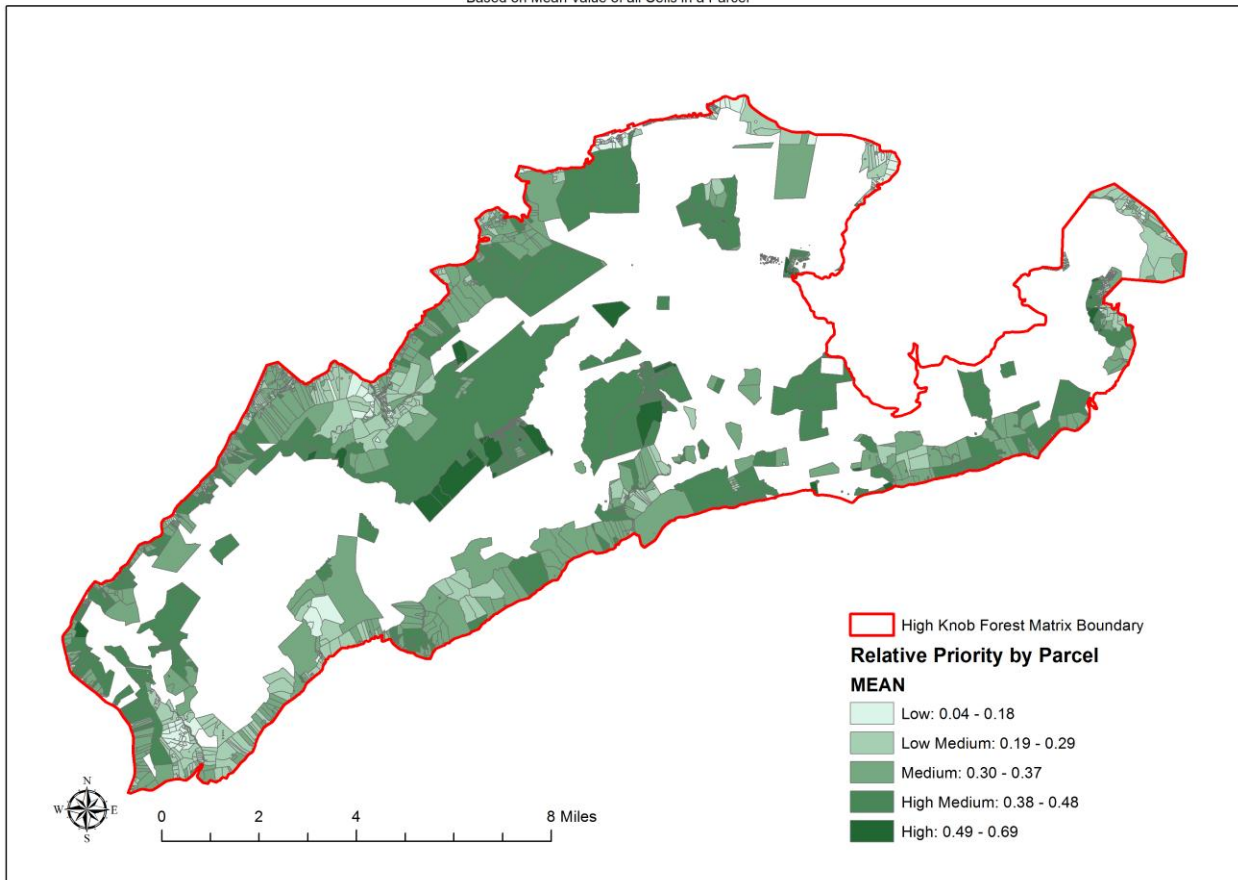 Based on Mean Value of all Cells in a Parcel
High Knob Forest Matrix Boundary
Relative Priority by Parcel
MEAN
Low: 0.04 - 0.18
Low Medium: 0.19 - 0.29
Medium: 0.30 - 0.37
High Medium: 0.38 - 0.48
High: 0.49 - 0.69
N
W E
S
0 2 4 8 Miles